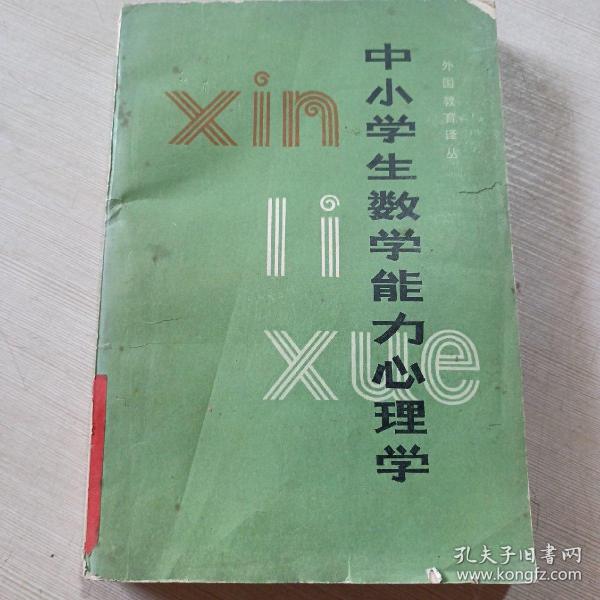 外国教育译丛
中小学生数学能力心理学
xin
li
xue
孔夫子旧书网
www.kongfz.com